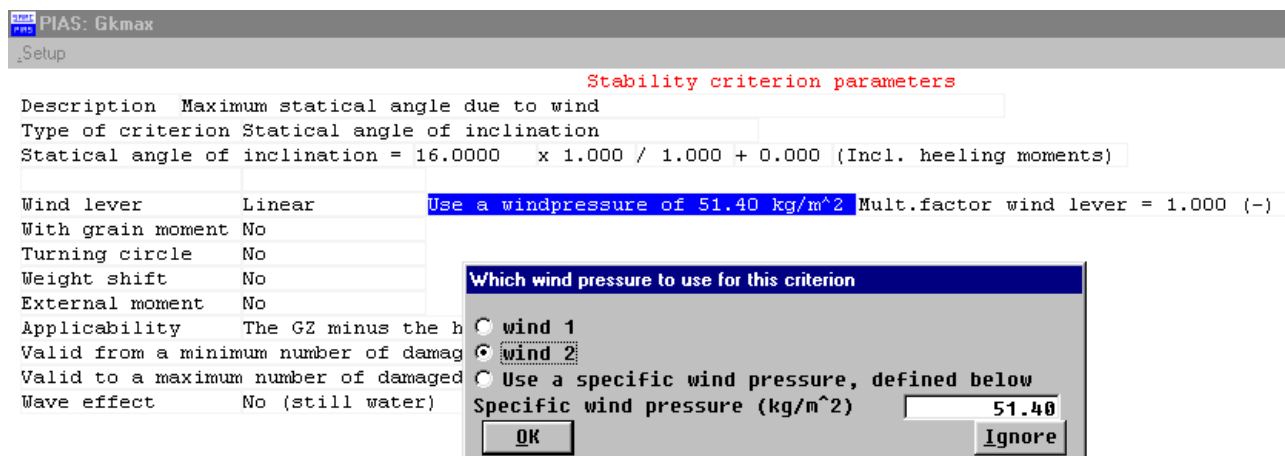 PIAS: Gkmax
Setup
Stability criterion parameters
Description Maximum statical angle due to wind
Type of criterion Statical angle of inclination
Statical angle of inclination = 16.0000 x 1.000 / 1.000 + 0.000 (Incl. heeling moments)
Wind lever Linear Use a windpressure of 51.40 kg/m^2 Mult.factor wind lever = 1.000 (-)
With grain moment No
Turning circle No
Weight shift No
External moment No
Applicability The GZ minus the h
Valid from a minimum number of damag
Valid to a maximum number of damaged
Wave effect No (still water)
Which wind pressure to use for this criterion
wind 1
wind 2
Use a specific wind pressure, defined below
Specific wind pressure (kg/m^2) 51.40
OK Ignore